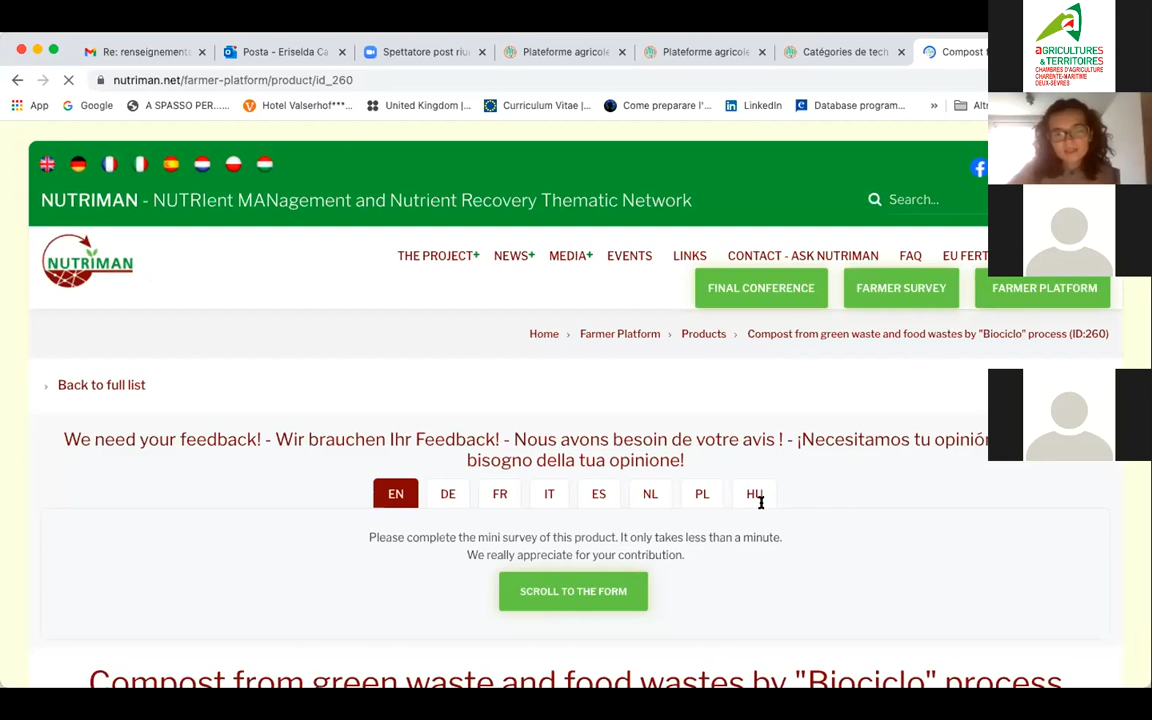 Re: renseignement
Posta - Eriselda Ca
Spettatore post riu
Plateforme agricole
Plateforme agricole
Catégories de tech
Compost f
nutriman.net/farmer-platform/product/id_260
App
Google
A SPASSO PER.....
Hotel Valserhof***...
United Kingdom |...
Curriculum Vitae |...
Come preparare l'...
LinkedIn
Database program...
»
Altr
NUTRIMAN - NUTRIent MANagement and Nutrient Recovery Thematic Network
Search...
NUTRIMAN
THE PROJECT+ NEWS+ MEDIA+ EVENTS LINKS CONTACT - ASK NUTRIMAN FAQ EU FERT
FINAL CONFERENCE
FARMER SURVEY
FARMER PLATFORM
Home › Farmer Platform › Products › Compost from green waste and food wastes by "Biociclo" process (ID:260)
› Back to full list
We need your feedback! - Wir brauchen Ihr Feedback! - Nous avons besoin de votre avis ! - ¡Necesitamos tu opinión
bisogno della tua opinione!
EN DE FR IT ES NL PL HU
Please complete the mini survey of this product. It only takes less than a minute.
We really appreciate for your contribution.
SCROLL TO THE FORM
Compost from green waste and food wastes by "Biociclo" process
AGRICULTURES
& TERRITOIRES
CHAMBRES D'AGRICULTURE
CHARENTE-MARITIME
DEUX-SÈVRES